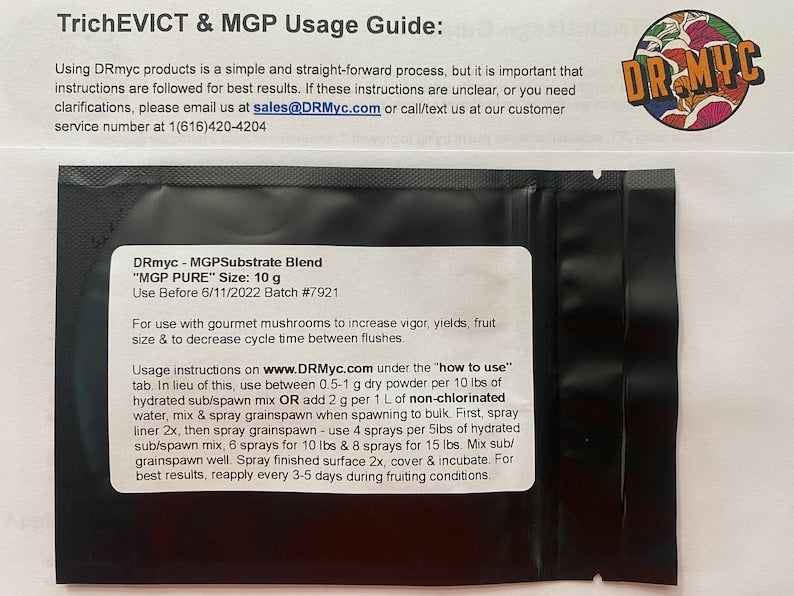 TrichEVICT & MGP Usage Guide:
DR.MYC
Using DRmyc products is a simple and straight-forward process, but it is important that
instructions are followed for best results. If these instructions are unclear, or you need
clarifications, please email us at sales@DRMyc.com or call/text us at our customer
service number at 1(616)420-4204
DRmyc - MGPSubstrate Blend
"MGP PURE" Size: 10 g
Use Before 6/11/2022 Batch #7921
For use with gourmet mushrooms to increase vigor, yields, fruit
size & to decrease cycle time between flushes.
Usage instructions on www.DRMyc.com under the "how to use"
tab. In lieu of this, use between 0.5-1 g dry powder per 10 lbs of
hydrated sub/spawn mix OR add 2 g per 1 L of non-chlorinated
water, mix & spray grainspawn when spawning to bulk. First, spray
liner 2x, then spray grainspawn - use 4 sprays per 5lbs of hydrated
sub/spawn mix, 6 sprays for 10 lbs & 8 sprays for 15 lbs. Mix sub/
grainspawn well. Spray finished surface 2x, cover & incubate. For
best results, reapply every 3-5 days during fruiting conditions.